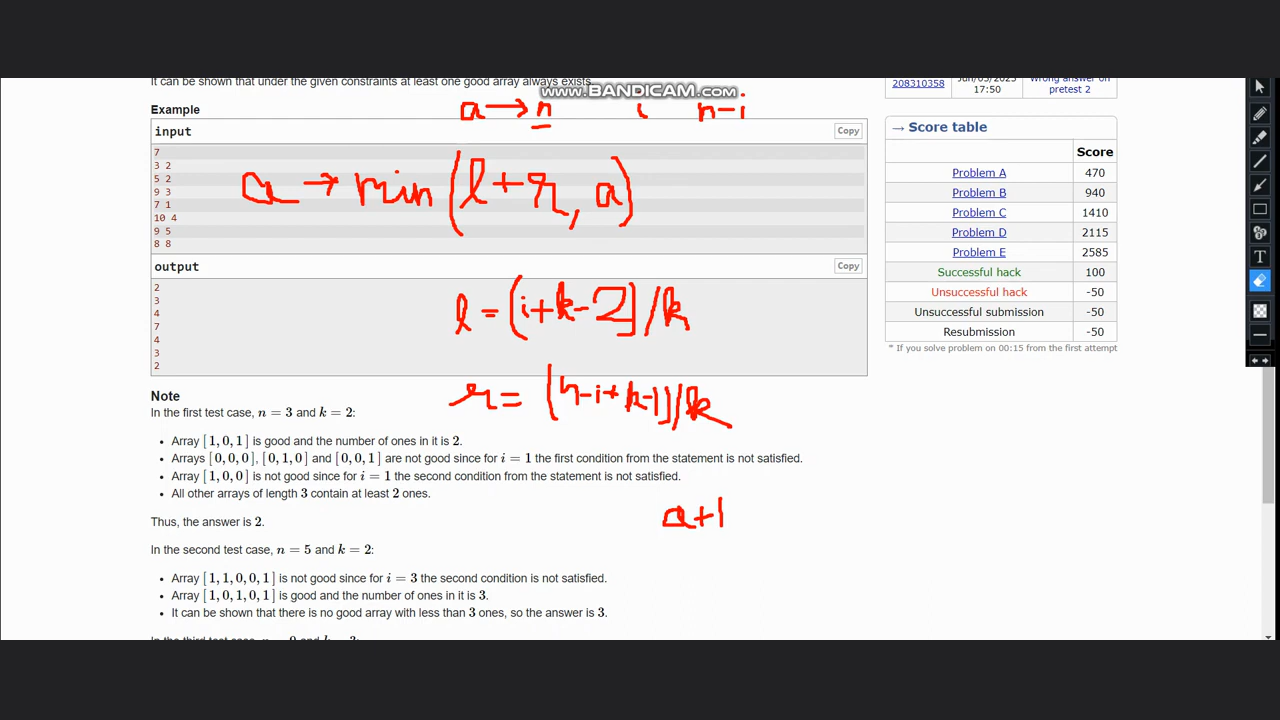 It can be shown that under the given constraints at least one good array always exists.
www.BANDICAM.com
208310358
Jun/03/2023 17:50
Wrong answer on pretest 2
Example
a → n i n-i
input
Copy
7
3 2
5 2
9 3
7 1
10 4
9 5
8 8
a → min (l+r, a)
output
Copy
2
3
4
7
4
3
2
l = (i+k-2)/k
r = (n-i+k-1)/k
a+1
→ Score table
Score
Problem A 470
Problem B 940
Problem C 1410
Problem D 2115
Problem E 2585
Successful hack 100
Unsuccessful hack -50
Unsuccessful submission -50
Resubmission -50
* If you solve problem on 00:15 from the first attempt
Note
In the first test case, n = 3 and k = 2:
• Array [1, 0, 1] is good and the number of ones in it is 2.
• Arrays [0, 0, 0], [0, 1, 0] and [0, 0, 1] are not good since for i = 1 the first condition from the statement is not satisfied.
• Array [1, 0, 0] is not good since for i = 1 the second condition from the statement is not satisfied.
• All other arrays of length 3 contain at least 2 ones.
Thus, the answer is 2.
In the second test case, n = 5 and k = 2:
• Array [1, 1, 0, 0, 1] is not good since for i = 3 the second condition is not satisfied.
• Array [1, 0, 1, 0, 1] is good and the number of ones in it is 3.
• It can be shown that there is no good array with less than 3 ones, so the answer is 3.